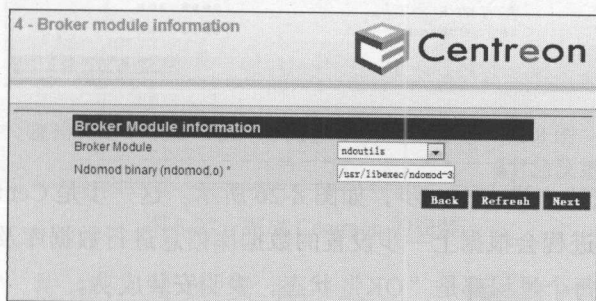 4 - Broker module information
Centreon
Broker Module information
Broker Module
ndoutils
Ndomod binary (ndomod.o) *
/usr/libexec/ndomod-3
Back Refresh Next